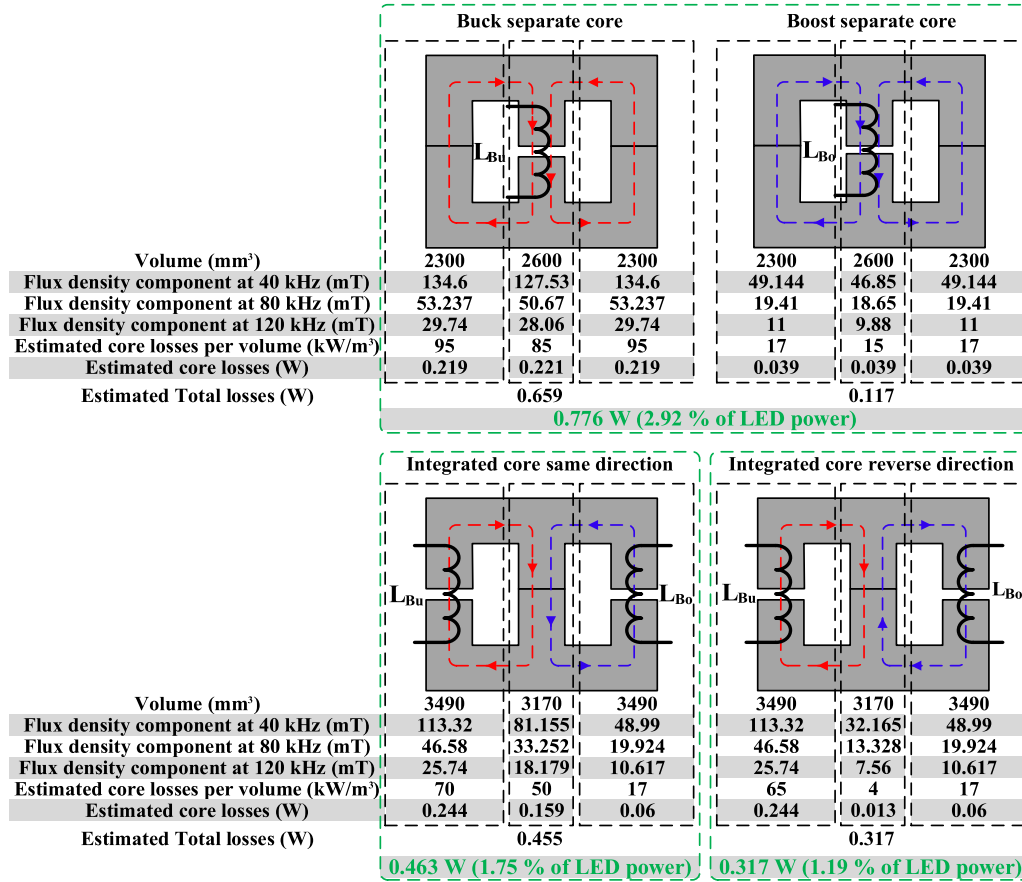 Buck separate core Boost separate core
L_Bu L_Bo
Volume (mm³) 2300 2600 2300 2300 2600 2300
Flux density component at 40 kHz (mT) 134.6 127.53 134.6 49.144 46.85 49.144
Flux density component at 80 kHz (mT) 53.237 50.67 53.237 19.41 18.65 19.41
Flux density component at 120 kHz (mT) 29.74 28.06 29.74 11 9.88 11
Estimated core losses per volume (kW/m³) 95 85 95 17 15 17
Estimated core losses (W) 0.219 0.221 0.219 0.039 0.039 0.039
Estimated Total losses (W) 0.659 0.117
0.776 W (2.92 % of LED power)
Integrated core same direction Integrated core reverse direction
L_Bu L_Bo L_Bu L_Bo
Volume (mm³) 3490 3170 3490 3490 3170 3490
Flux density component at 40 kHz (mT) 113.32 81.155 48.99 113.32 32.165 48.99
Flux density component at 80 kHz (mT) 46.58 33.252 19.924 46.58 13.328 19.924
Flux density component at 120 kHz (mT) 25.74 18.179 10.617 25.74 7.56 10.617
Estimated core losses per volume (kW/m³) 70 50 17 65 4 17
Estimated core losses (W) 0.244 0.159 0.06 0.244 0.013 0.06
Estimated Total losses (W) 0.455 0.317
0.463 W (1.75 % of LED power) 0.317 W (1.19 % of LED power)